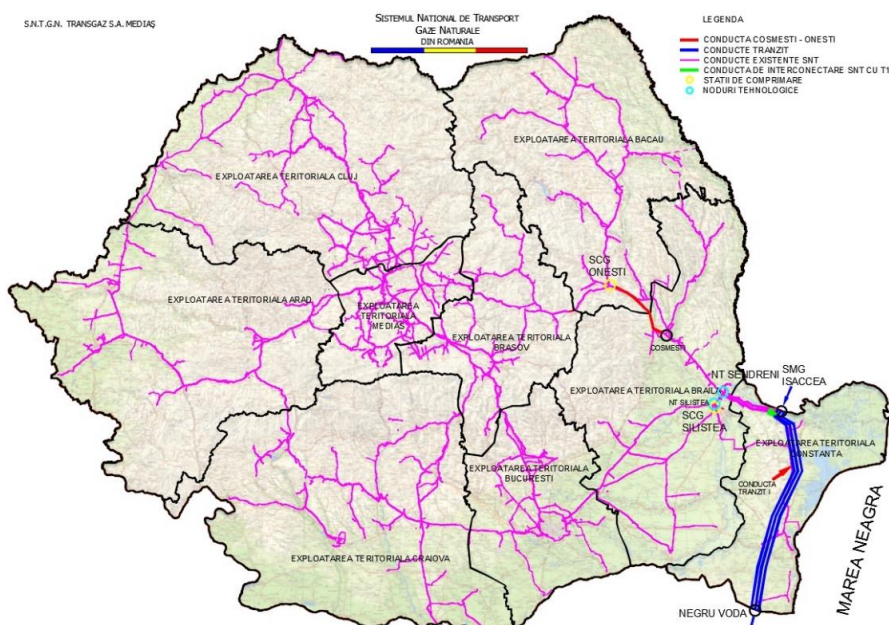 S.N.T.G.N. TRANSGAZ S.A. MEDIAȘ
SISTEMUL NATIONAL DE TRANSPORT
GAZE NATURALE
DIN ROMANIA
LEGENDA
CONDUCTA COSMESTI - ONESTI
CONDUCTE TRANZIT
CONDUCTE EXISTENTE SNT
CONDUCTA DE INTERCONECTARE SNT CU T1
STATII DE COMPRIMARE
NODURI TEHNOLOGICE
EXPLOATAREA TERITORIALA BACAU
EXPLOATAREA TERITORIALA CLUJ
SCG
ONESTI
EXPLOATAREA TERITORIALA ARAD
EXPLOATAREA
TERITORIALA
MEDIAS
EXPLOATAREA TERITORIALA
BRASOV
COSMESTI
NT SENDRENI
SMG
ISACCEA
EXPLOATAREA TERITORIALA BRAILA
NT SILISTEA
SCG
SILISTEA
EXPLOATAREA TERITORIALA
CONSTANTA
EXPLOATAREA TERITORIALA
BUCURESTI
CONDUCTA
TRANZIT I
EXPLOATAREA TERITORIALA CRAIOVA
NEGRU VODA
MAREA NEAGRA